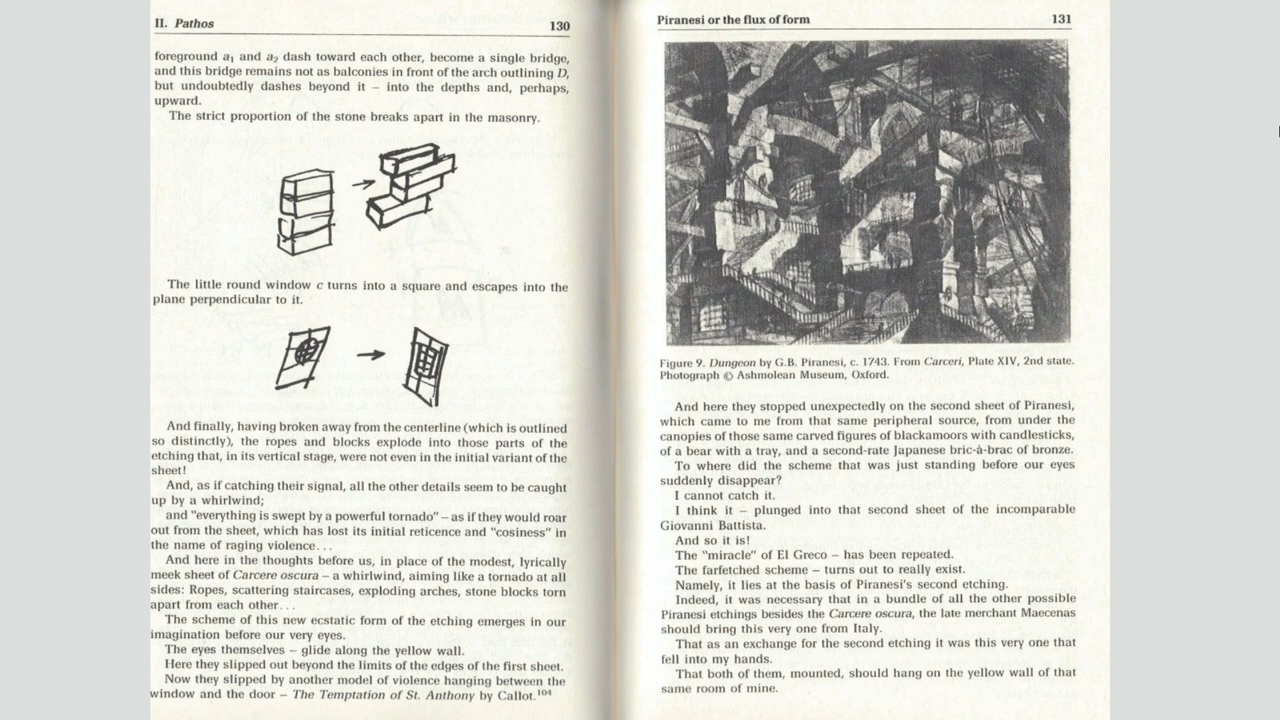 II. Pathos 130
foreground a₁ and a₂ dash toward each other, become a single bridge,
and this bridge remains not as balconies in front of the arch outlining D,
but undoubtedly dashes beyond it – into the depths and, perhaps,
upward.
The strict proportion of the stone breaks apart in the masonry.
The little round window c turns into a square and escapes into the
plane perpendicular to it.
And finally, having broken away from the centerline (which is outlined
so distinctly), the ropes and blocks explode into those parts of the
etching that, in its vertical stage, were not even in the initial variant of the
sheet!
And, as if catching their signal, all the other details seem to be caught
up by a whirlwind;
and "everything is swept by a powerful tornado" – as if they would roar
out from the sheet, which has lost its initial reticence and "cosiness" in
the name of raging violence...
And here in the thoughts before us, in place of the modest, lyrically
meek sheet of Carcere oscura – a whirlwind, aiming like a tornado at all
sides: Ropes, scattering staircases, exploding arches, stone blocks torn
apart from each other...
The scheme of this new ecstatic form of the etching emerges in our
imagination before our very eyes.
The eyes themselves – glide along the yellow wall.
Here they slipped out beyond the limits of the edges of the first sheet.
Now they slipped by another model of violence hanging between the
window and the door – The Temptation of St. Anthony by Callot.¹⁰⁴
Piranesi or the flux of form 131
Figure 9. Dungeon by G.B. Piranesi, c. 1743. From Carceri, Plate XIV, 2nd state.
Photograph © Ashmolean Museum, Oxford.
And here they stopped unexpectedly on the second sheet of Piranesi,
which came to me from that same peripheral source, from under the
canopies of those same carved figures of blackamoors with candlesticks,
of a bear with a tray, and a second-rate Japanese bric-à-brac of bronze.
To where did the scheme that was just standing before our eyes
suddenly disappear?
I cannot catch it.
I think it – plunged into that second sheet of the incomparable
Giovanni Battista.
And so it is!
The "miracle" of El Greco – has been repeated.
The farfetched scheme – turns out to really exist.
Namely, it lies at the basis of Piranesi's second etching.
Indeed, it was necessary that in a bundle of all the other possible
Piranesi etchings besides the Carcere oscura, the late merchant Maecenas
should bring this very one from Italy.
That as an exchange for the second etching it was this very one that
fell into my hands.
That both of them, mounted, should hang on the yellow wall of that
same room of mine.